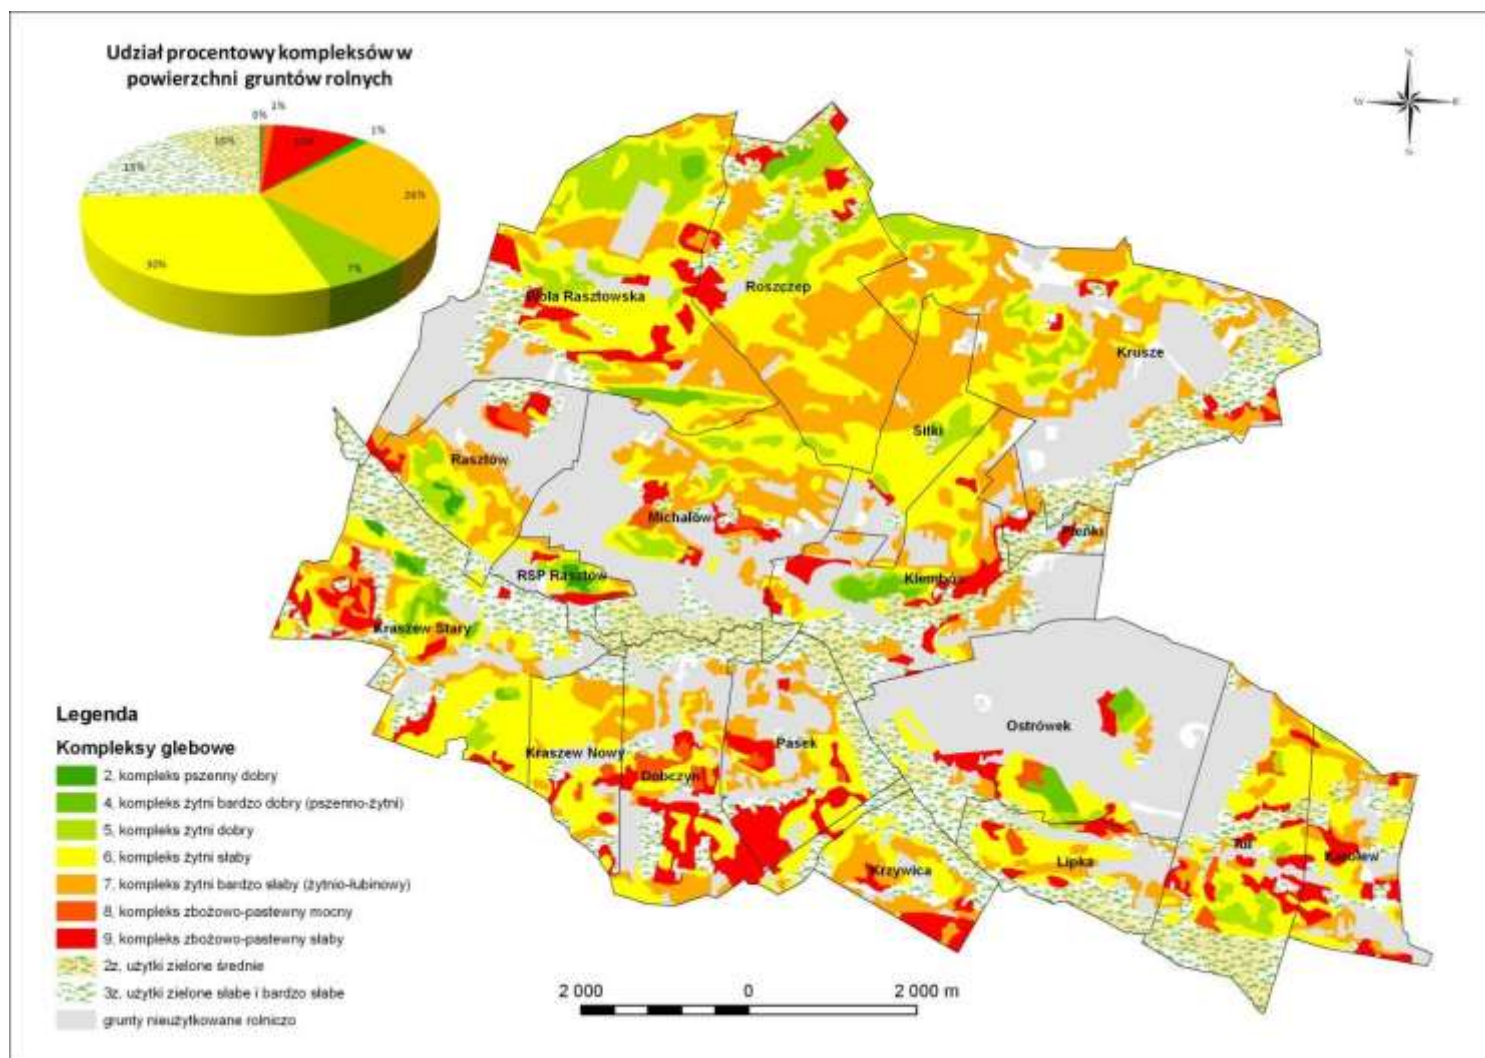 Udział procentowy kompleksów w
powierzchni gruntów rolnych
0%
1%
10%
1%
26%
7%
30%
15%
10%
N
W
E
S
Wola Rasztowska
Roszczep
Krusze
Sitki
Rasztów
Michałów
Pieńki
RSP Rasztów
Klembów
Kraszew Stary
Ostrówek
Kraszew Nowy
Pasek
Dobczyn
Tuł
Karolew
Lipka
Krzywica
Legenda
Kompleksy glebowe
2, kompleks pszenny dobry
4, kompleks żytni bardzo dobry (pszenno-żytni)
5, kompleks żytni dobry
6, kompleks żytni słaby
7, kompleks żytni bardzo słaby (żytnio-łubinowy)
8, kompleks zbożowo-pastewny mocny
9, kompleks zbożowo-pastewny słaby
2z, użytki zielone średnie
3z, użytki zielone słabe i bardzo słabe
grunty nieużytkowane rolniczo
2 000 0 2 000 m